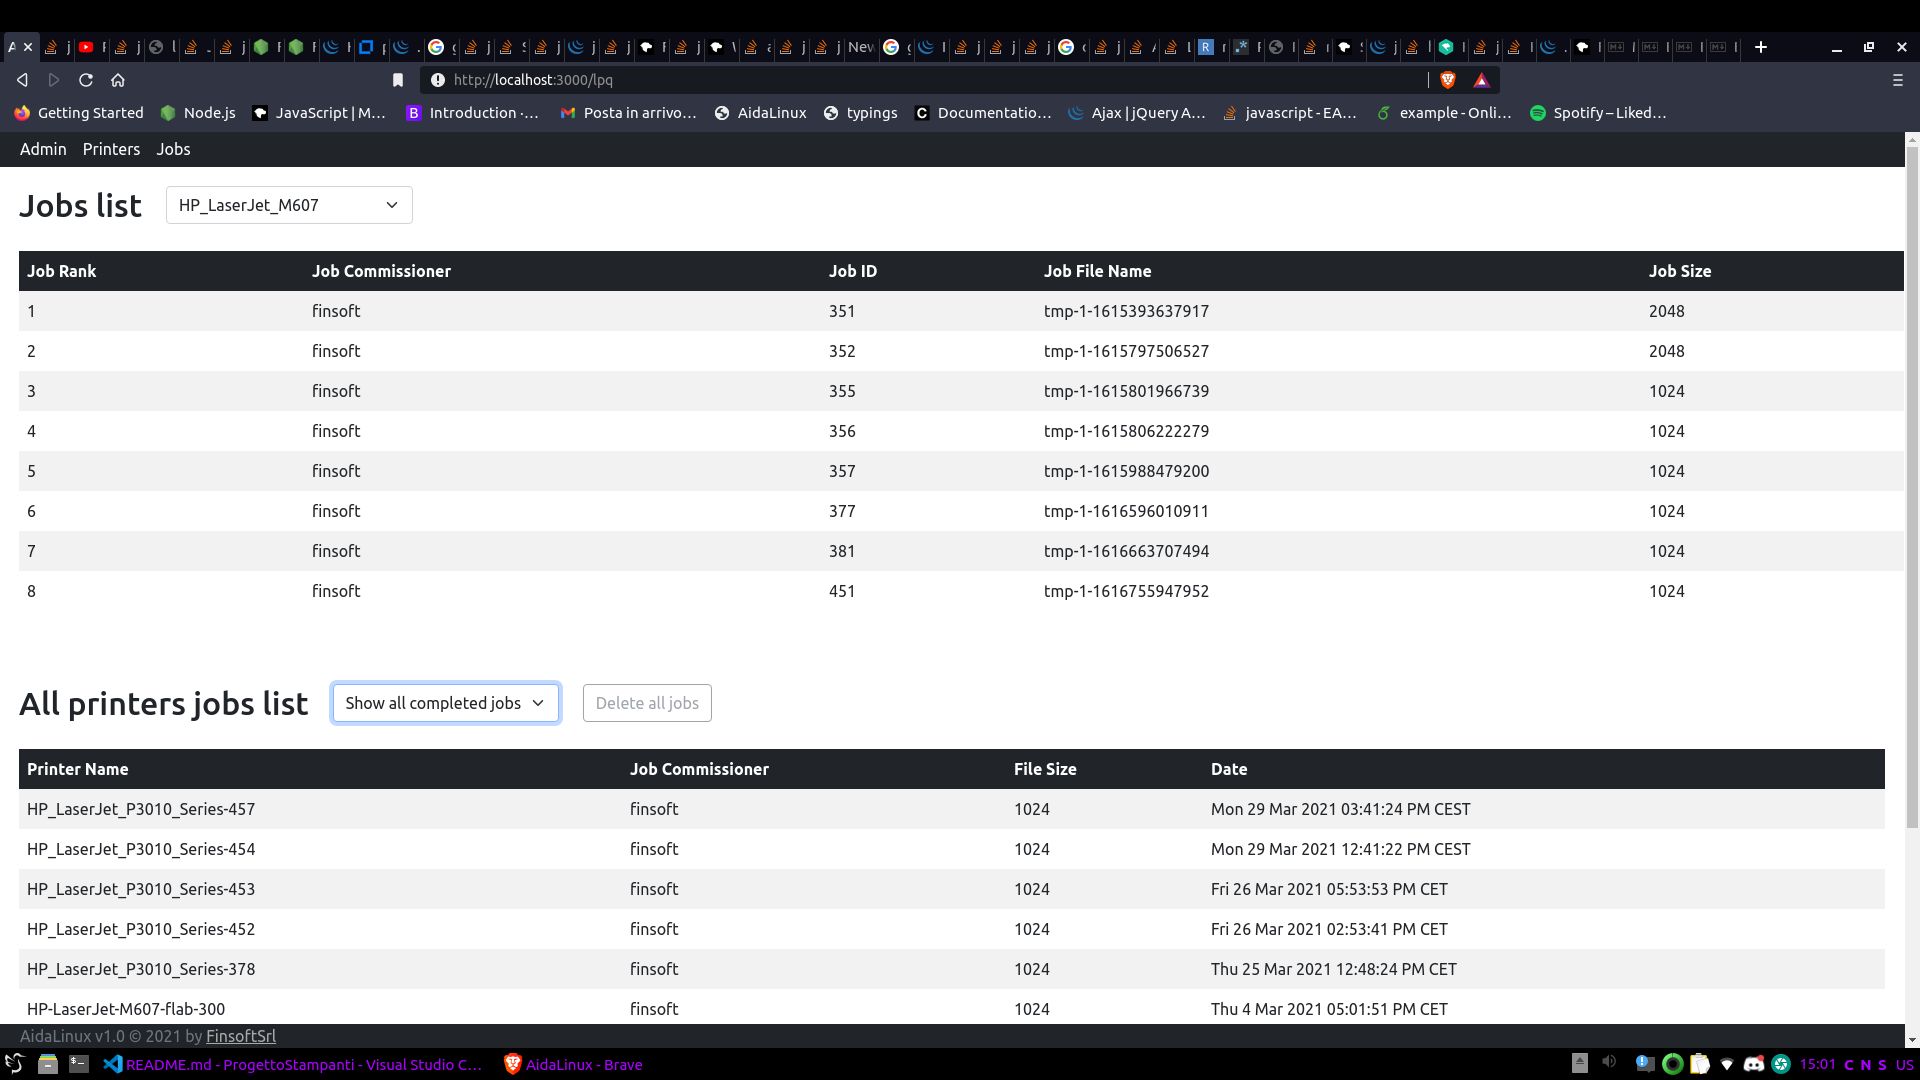 http://localhost:3000/lpq
Getting Started Node.js JavaScript | M... Introduction ·... Posta in arrivo... AidaLinux typings Documentatio... Ajax | jQuery A... javascript - EA... example - Onli... Spotify – Liked...
Admin Printers Jobs
Jobs list HP_LaserJet_M607
Job Rank Job Commissioner Job ID Job File Name Job Size
1 finsoft 351 tmp-1-1615393637917 2048
2 finsoft 352 tmp-1-1615797506527 2048
3 finsoft 355 tmp-1-1615801966739 1024
4 finsoft 356 tmp-1-1615806222279 1024
5 finsoft 357 tmp-1-1615988479200 1024
6 finsoft 377 tmp-1-1616596010911 1024
7 finsoft 381 tmp-1-1616663707494 1024
8 finsoft 451 tmp-1-1616755947952 1024
All printers jobs list Show all completed jobs Delete all jobs
Printer Name Job Commissioner File Size Date
HP_LaserJet_P3010_Series-457 finsoft 1024 Mon 29 Mar 2021 03:41:24 PM CEST
HP_LaserJet_P3010_Series-454 finsoft 1024 Mon 29 Mar 2021 12:41:22 PM CEST
HP_LaserJet_P3010_Series-453 finsoft 1024 Fri 26 Mar 2021 05:53:53 PM CET
HP_LaserJet_P3010_Series-452 finsoft 1024 Fri 26 Mar 2021 02:53:41 PM CET
HP_LaserJet_P3010_Series-378 finsoft 1024 Thu 25 Mar 2021 12:48:24 PM CET
HP-LaserJet-M607-flab-300 finsoft 1024 Thu 4 Mar 2021 05:01:51 PM CET
AidaLinux v1.0 © 2021 by FinsoftSrl
README.md - ProgettoStampanti - Visual Studio C... AidaLinux - Brave 15:01 C N S US